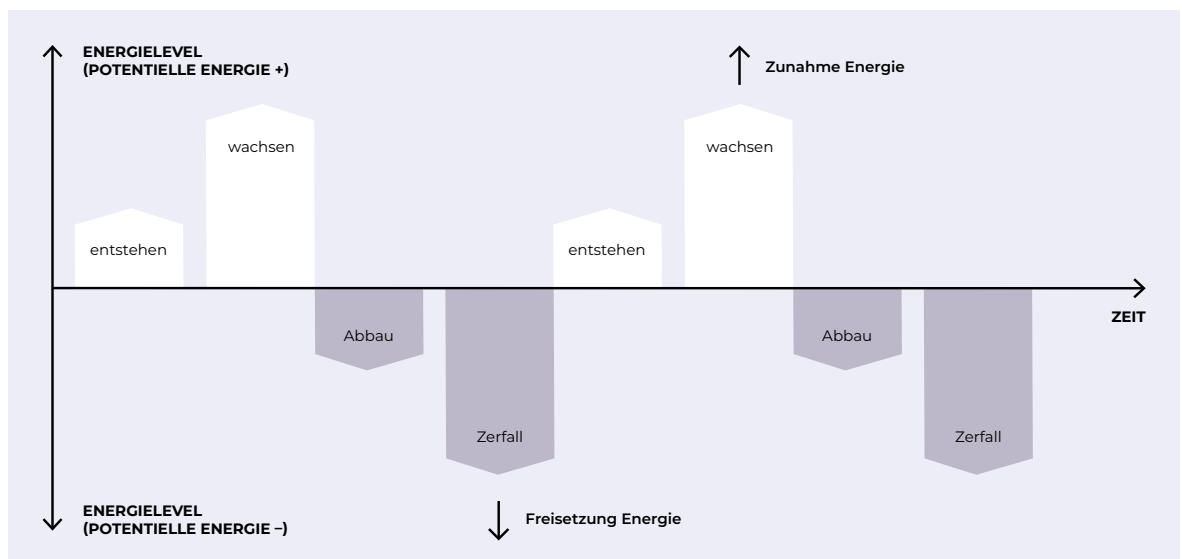 ENERGIELEVEL
(POTENTIELLE ENERGIE +)
Zunahme Energie
wachsen
wachsen
entstehen
entstehen
ZEIT
Abbau
Abbau
Zerfall
Zerfall
ENERGIELEVEL
(POTENTIELLE ENERGIE –)
Freisetzung Energie